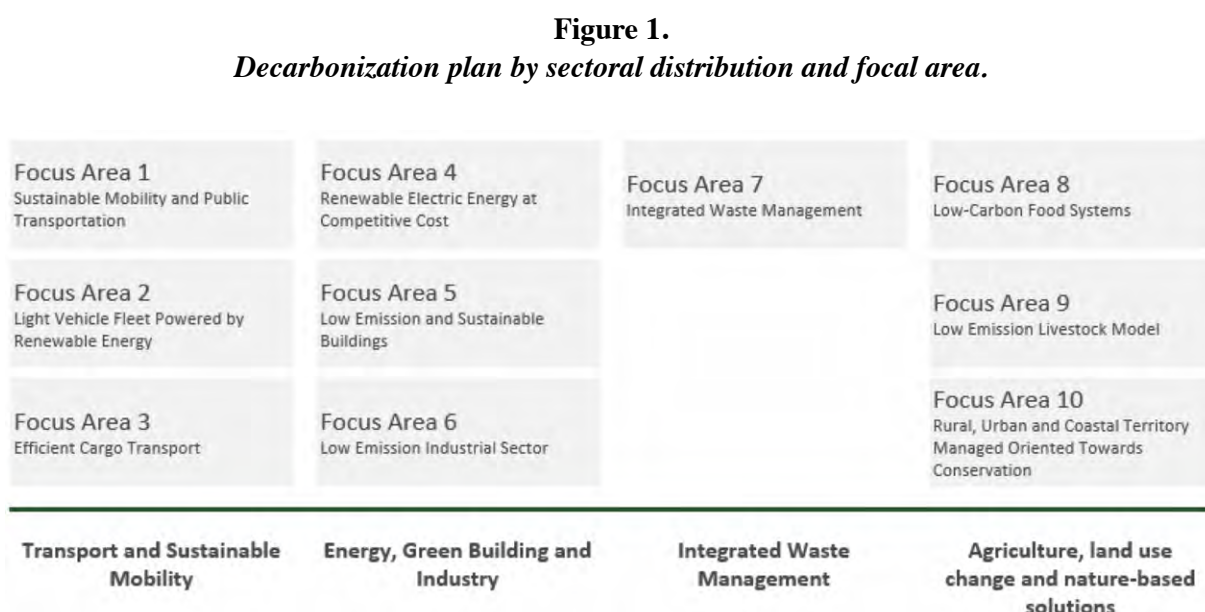 Figure 1.
Decarbonization plan by sectoral distribution and focal area.
Focus Area 1
Sustainable Mobility and Public
Transportation
Focus Area 2
Light Vehicle Fleet Powered by
Renewable Energy
Focus Area 3
Efficient Cargo Transport
Transport and Sustainable
Mobility
Focus Area 4
Renewable Electric Energy at
Competitive Cost
Focus Area 5
Low Emission and Sustainable
Buildings
Focus Area 6
Low Emission Industrial Sector
Energy, Green Building and
Industry
Focus Area 7
Integrated Waste Management
Integrated Waste
Management
Focus Area 8
Low-Carbon Food Systems
Focus Area 9
Low Emission Livestock Model
Focus Area 10
Rural, Urban and Coastal Territory
Managed Oriented Towards
Conservation
Agriculture, land use
change and nature-based
solutions